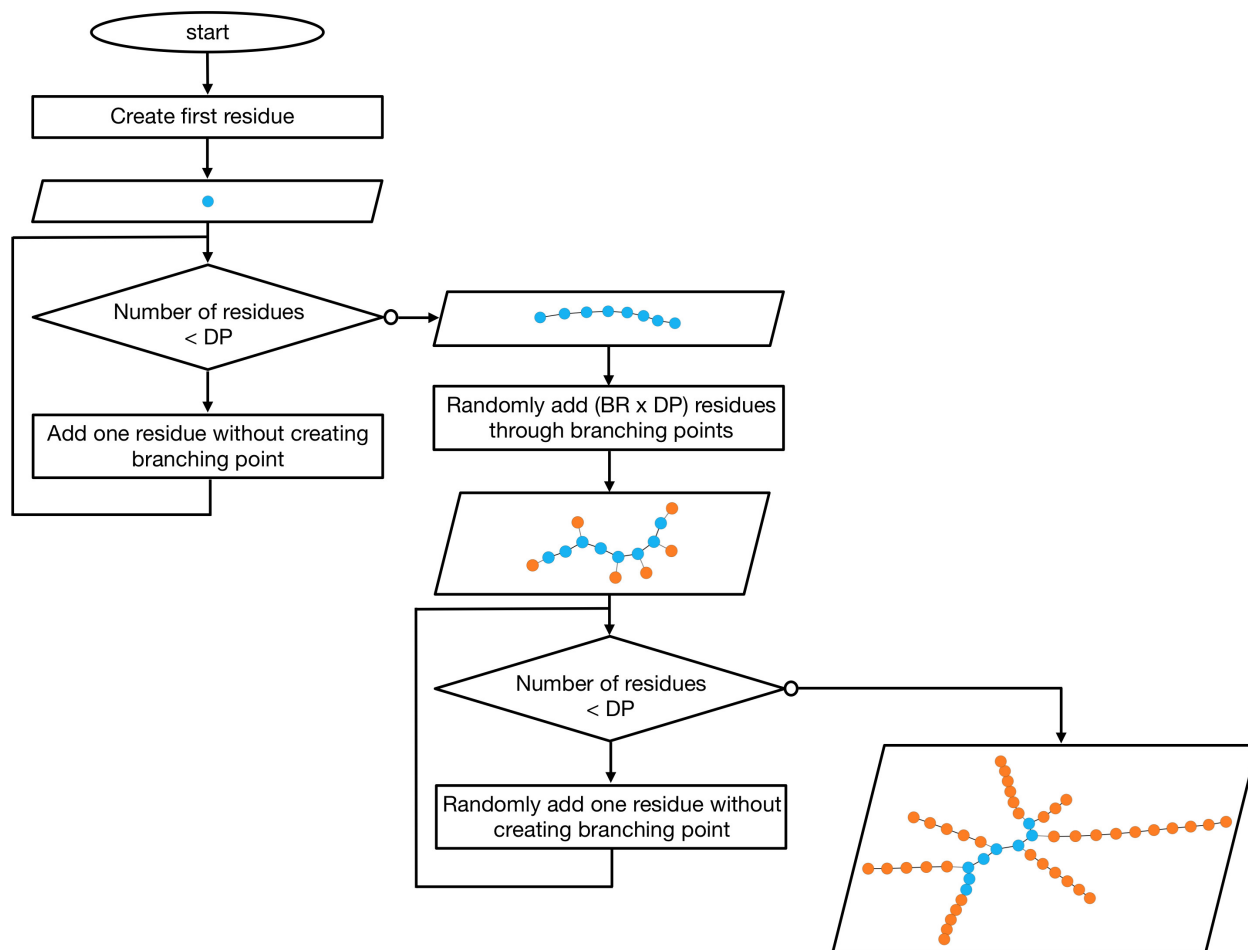 start
Create first residue
Number of residues
< DP
Add one residue without creating
branching point
Randomly add (BR x DP) residues
through branching points
Number of residues
< DP
Randomly add one residue without
creating branching point